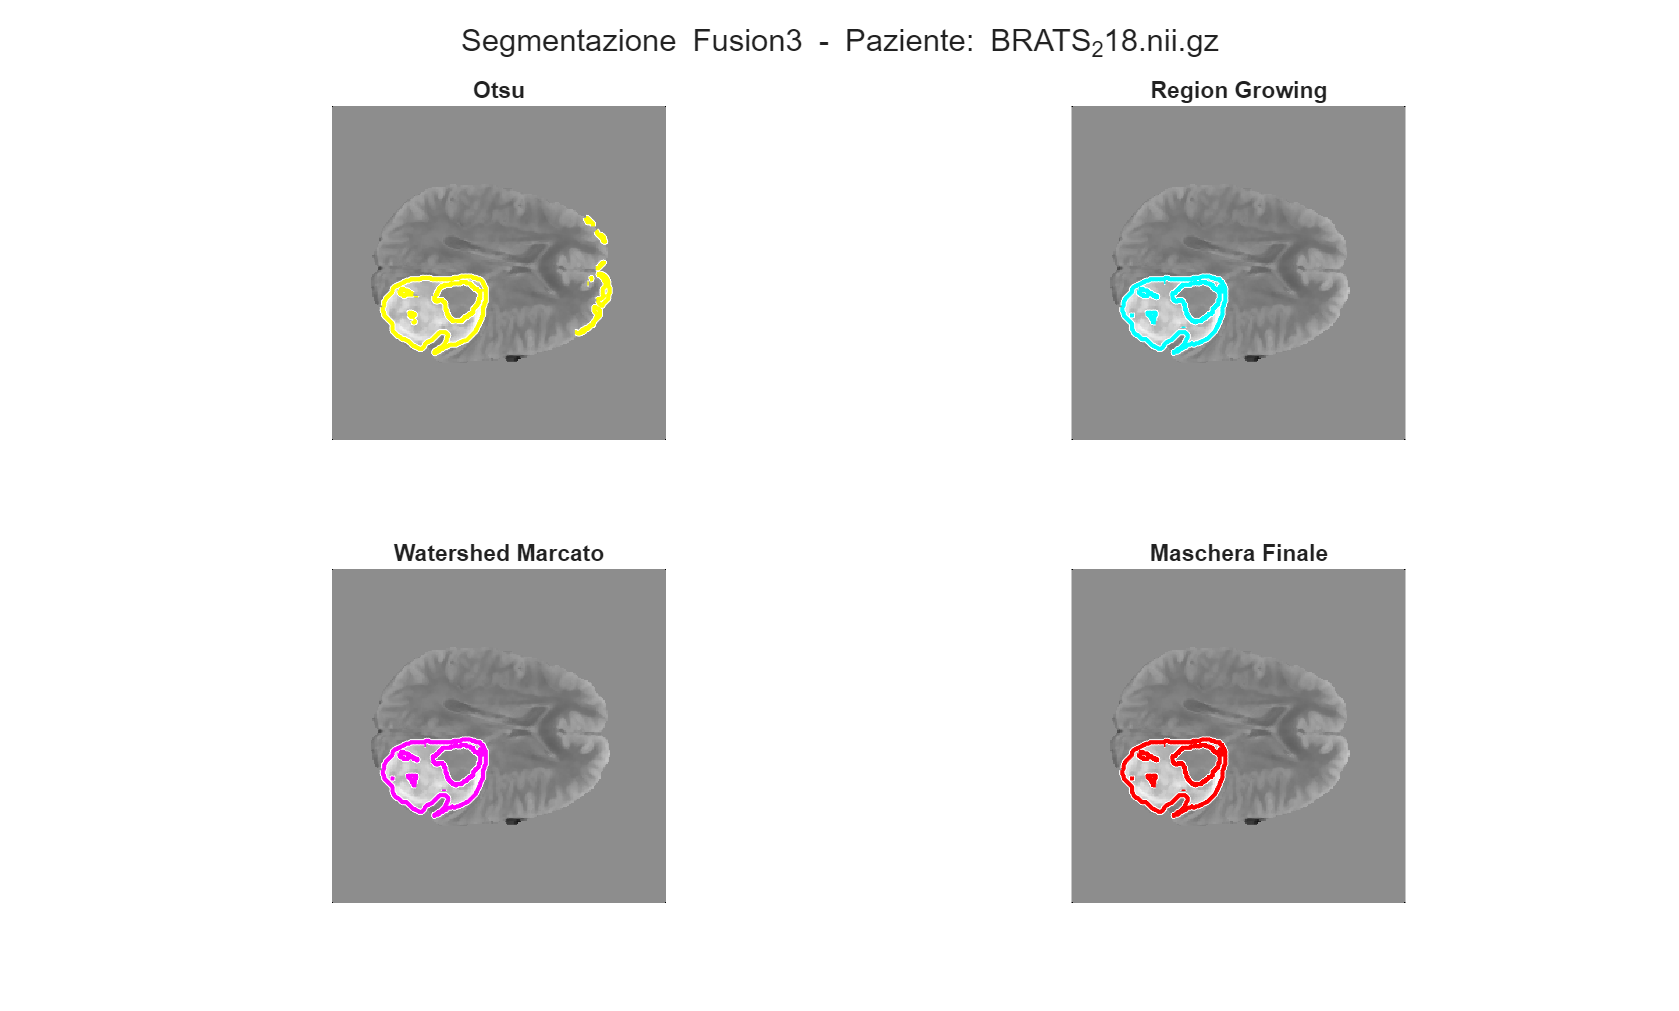 Segmentazione Fusion3 - Paziente: BRATS₂18.nii.gz
Otsu
Region Growing
Watershed Marcato
Maschera Finale